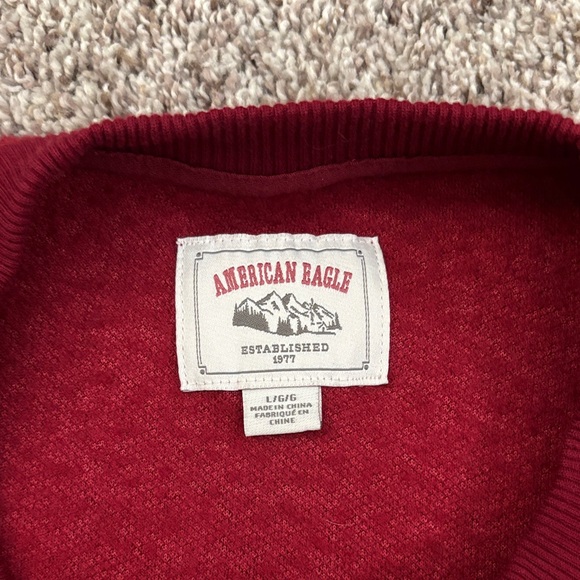 AMERICAN EAGLE
ESTABLISHED
1977
L/G/G
MADE IN CHINA
FABRIQUÉ EN
CHINE